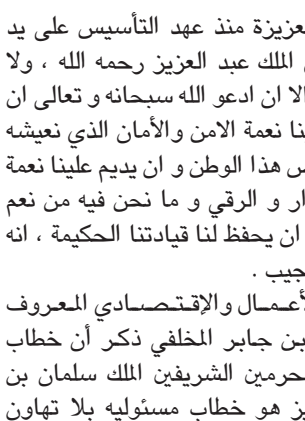 لعزيزة منذ عهد التأسيس على يد
الملك عبد العزيز رحمه الله ، ولا
الا ان ادعو الله سبحانه و تعالى ان
نا نعمة الامن والأمان الذي نعيشه
هذا الوطن و ان يديم علينا نعمة
ار و الرقي و ما نحن فيه من نعم
ان يحفظ لنا قيادتنا الحكيمة ، انه
جيب .
لأعمال والإقتصادي المعروف
بن جابر المخلفي ذكر أن خطاب
حرمين الشريفين الملك سلمان بن
يز هو خطاب مسئوليه بلا تهاون